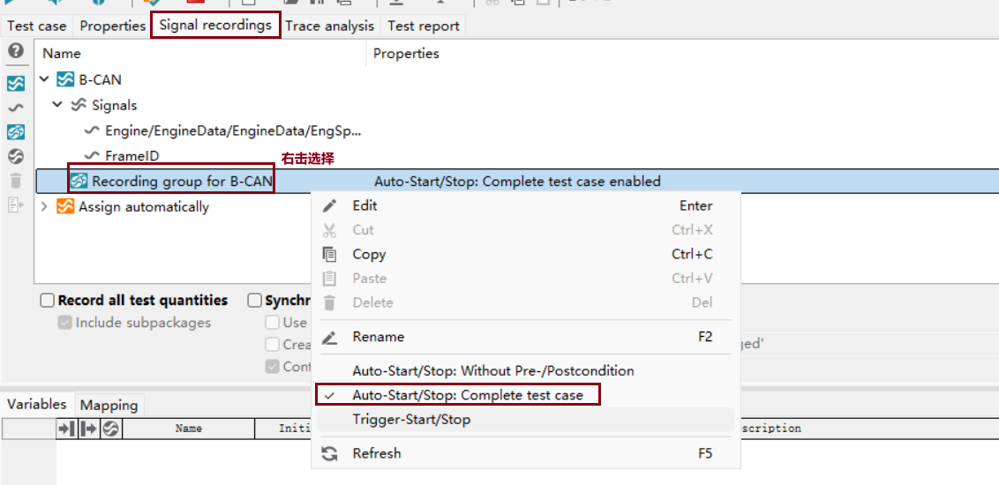 Test case Properties Signal recordings Trace analysis Test report
Name Properties
B-CAN
Signals
Engine/EngineData/EngineData/EngSp...
FrameID
右击选择
Recording group for B-CAN Auto-Start/Stop: Complete test case enabled
Assign automatically
Edit Enter
Cut Ctrl+X
Copy Ctrl+C
Paste Ctrl+V
Delete Del
Rename F2
Auto-Start/Stop: Without Pre-/Postcondition
Auto-Start/Stop: Complete test case
Trigger-Start/Stop
Refresh F5
Record all test quantities Synchr
Include subpackages Use
Crea ged'
Cont
Variables Mapping
Name Initi scription